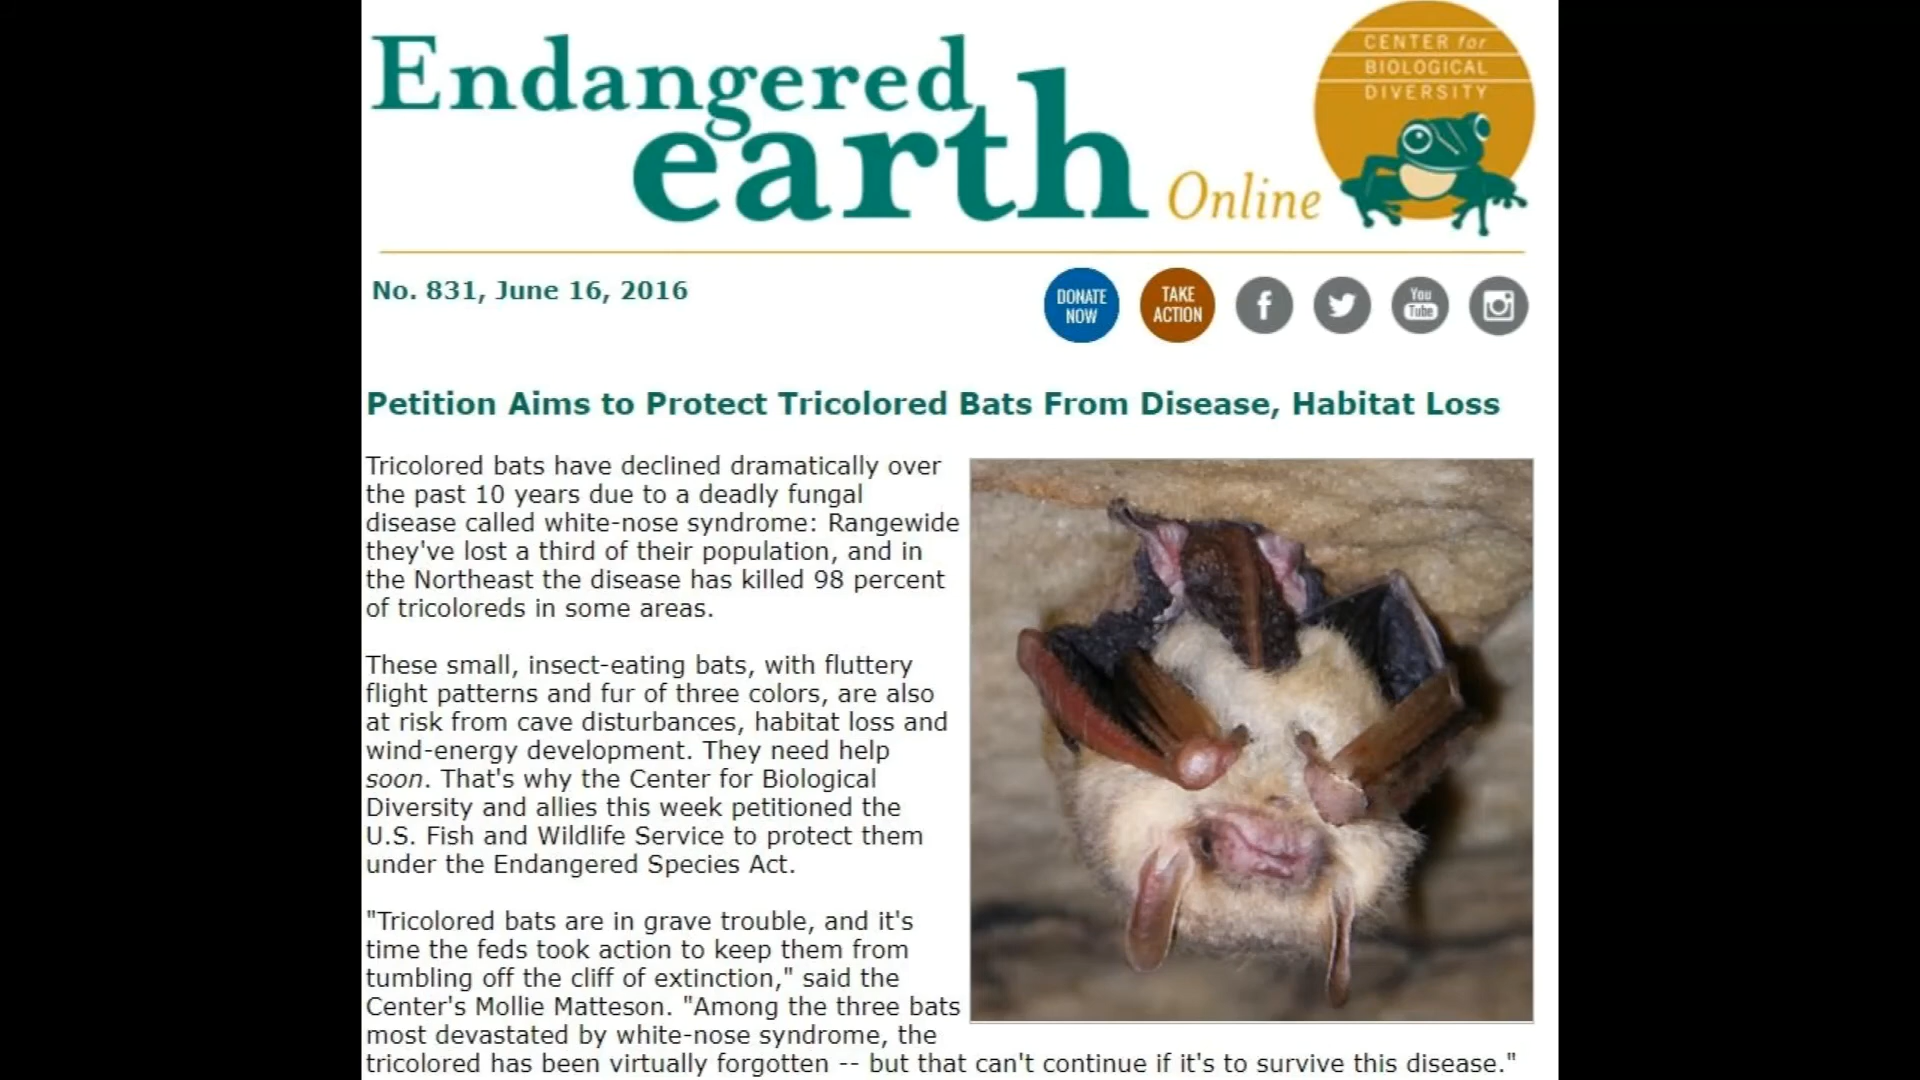 Endangered
earth Online
CENTER for
BIOLOGICAL
DIVERSITY
No. 831, June 16, 2016
DONATE
NOW
TAKE
ACTION
f
You
Tube
Petition Aims to Protect Tricolored Bats From Disease, Habitat Loss
Tricolored bats have declined dramatically over
the past 10 years due to a deadly fungal
disease called white-nose syndrome: Rangewide
they've lost a third of their population, and in
the Northeast the disease has killed 98 percent
of tricoloreds in some areas.
These small, insect-eating bats, with fluttery
flight patterns and fur of three colors, are also
at risk from cave disturbances, habitat loss and
wind-energy development. They need help
soon. That's why the Center for Biological
Diversity and allies this week petitioned the
U.S. Fish and Wildlife Service to protect them
under the Endangered Species Act.
"Tricolored bats are in grave trouble, and it's
time the feds took action to keep them from
tumbling off the cliff of extinction," said the
Center's Mollie Matteson. "Among the three bats
most devastated by white-nose syndrome, the
tricolored has been virtually forgotten -- but that can't continue if it's to survive this disease."